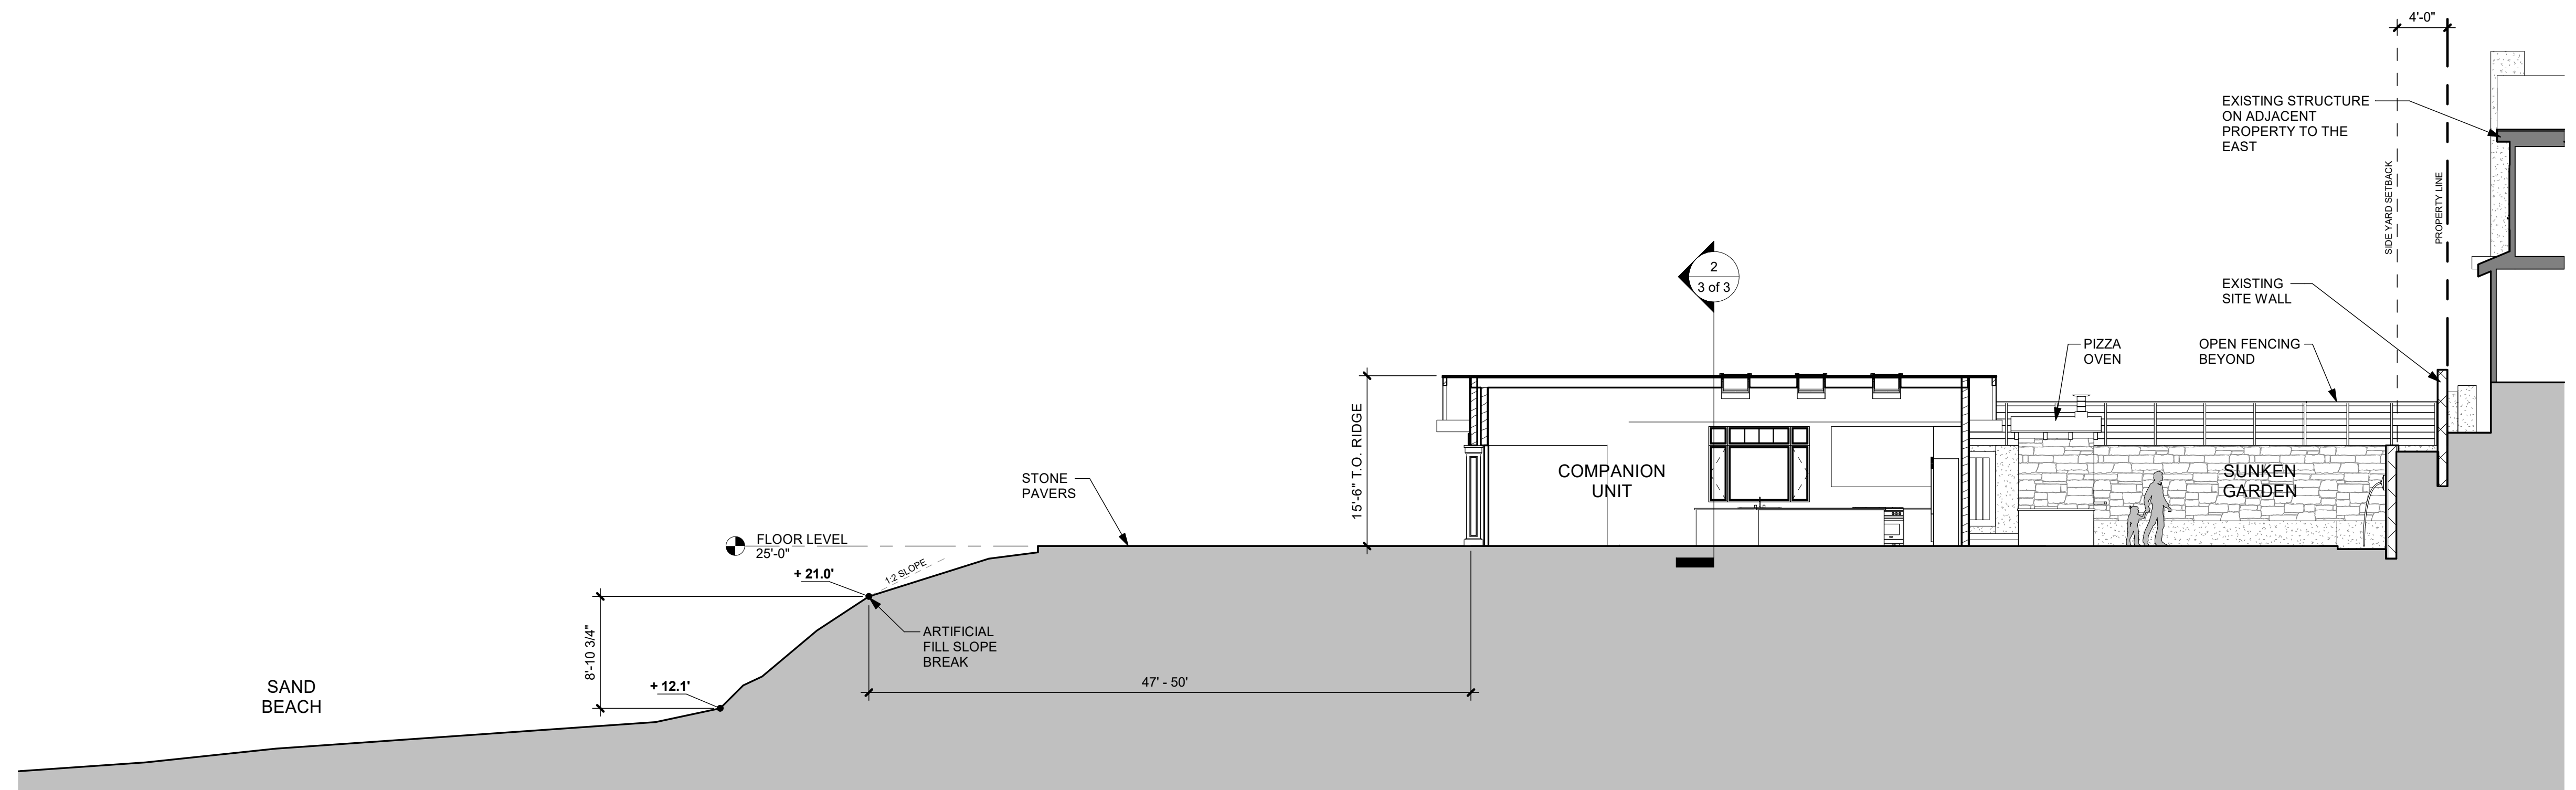 4'-0"
EXISTING STRUCTURE
ON ADJACENT
PROPERTY TO THE
EAST
SIDE YARD SETBACK
PROPERTY LINE
2
3 of 3
EXISTING
SITE WALL
PIZZA
OVEN
OPEN FENCING
BEYOND
15'-6" T.O. RIDGE
COMPANION
UNIT
SUNKEN
GARDEN
STONE
PAVERS
FLOOR LEVEL
25'-0"
+ 21.0'
1:2 SLOPE
8'-10 3/4"
ARTIFICIAL
FILL SLOPE
BREAK
+ 12.1'
47' - 50'
SAND
BEACH